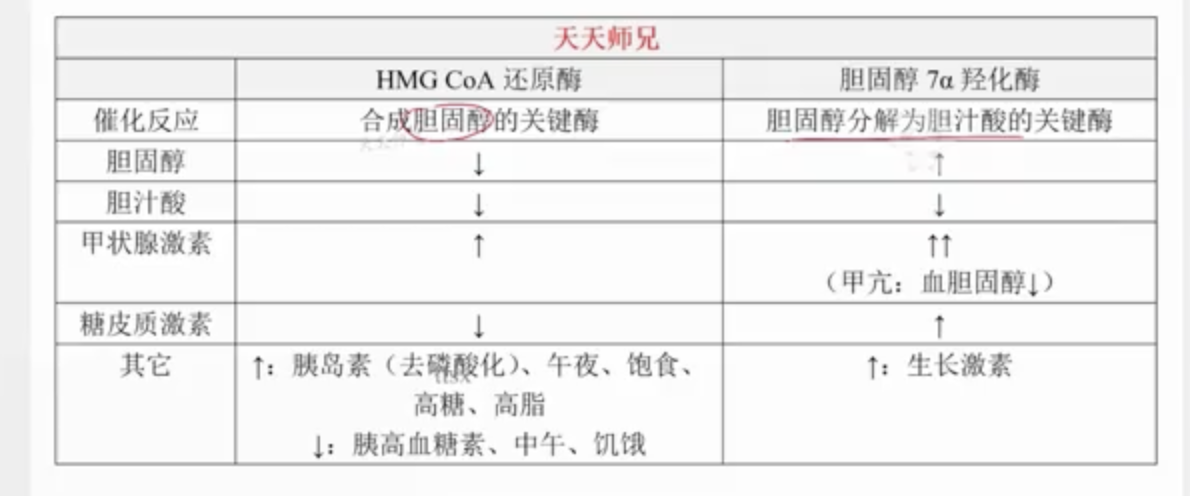 天天师兄
HMG CoA 还原酶 胆固醇 7α 羟化酶
催化反应 合成胆固醇的关键酶 胆固醇分解为胆汁酸的关键酶
胆固醇 ↓ ↑
胆汁酸 ↓ ↓
甲状腺激素 ↑ ↑↑
（甲亢：血胆固醇↓）
糖皮质激素 ↓ ↑
其它 ↑：胰岛素（去磷酸化）、午夜、饱食、 ↑：生长激素
高糖、高脂
↓：胰高血糖素、中午、饥饿